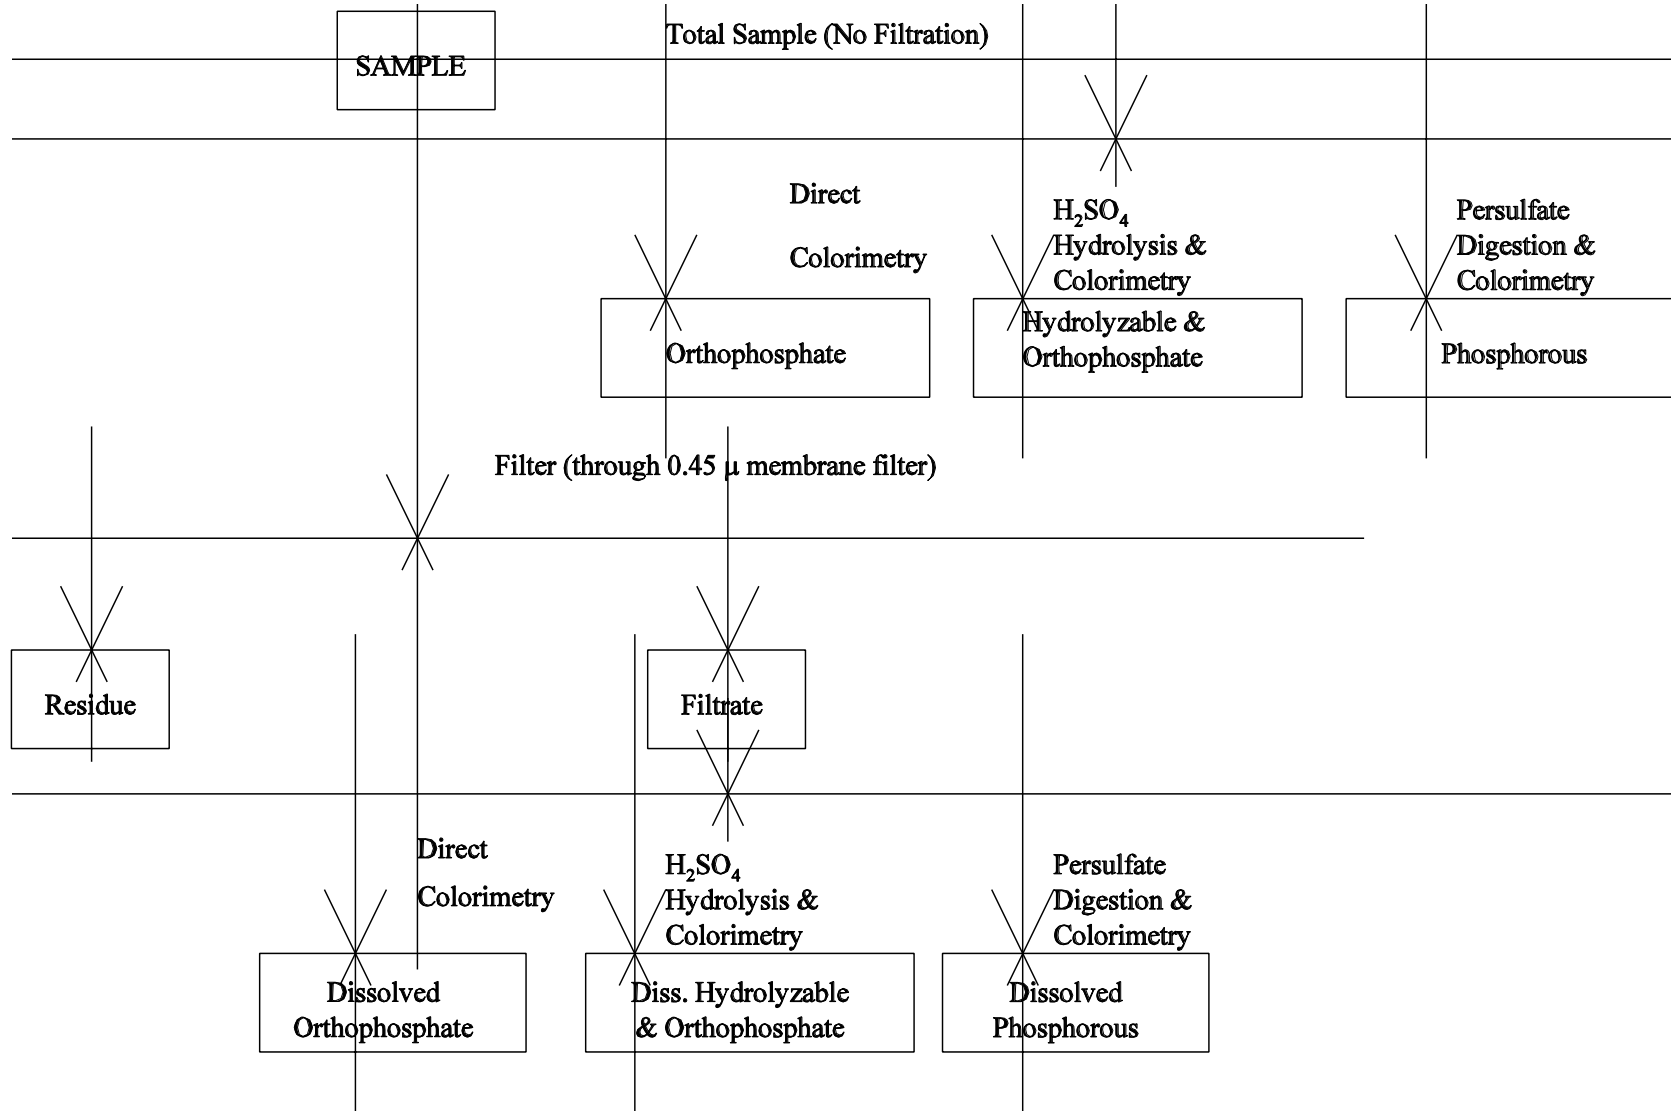 Total Sample (No Filtration)
SAMPLE
Direct
Colorimetry
H₂SO₄
Hydrolysis &
Colorimetry
Persulfate
Digestion &
Colorimetry
Orthophosphate
Hydrolyzable &
Orthophosphate
Phosphorous
Filter (through 0.45 μ membrane filter)
Residue
Filtrate
Direct
Colorimetry
H₂SO₄
Hydrolysis &
Colorimetry
Persulfate
Digestion &
Colorimetry
Dissolved
Orthophosphate
Diss. Hydrolyzable
& Orthophosphate
Dissolved
Phosphorous